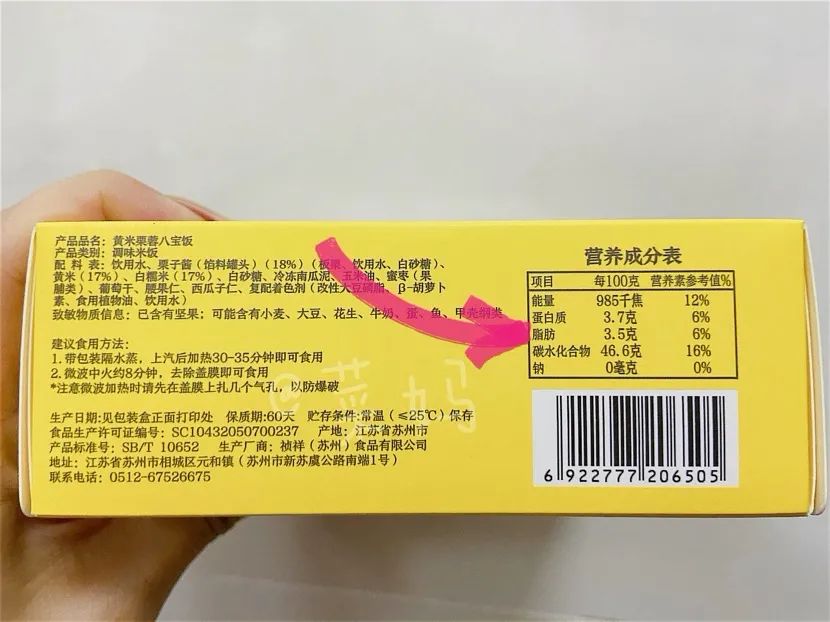 产品品名：黄米栗蓉八宝饭
产品类别：调味米饭
配 料 表：饮用水、栗子酱（馅料罐头）（18%）（板栗、饮用水、白砂糖）、
黄米（17%）、白糯米（17%）、白砂糖、冷冻南瓜泥、玉米油、蜜枣（果
脯类）、葡萄干、腰果仁、西瓜子仁、复配着色剂（改性大豆磷脂、β-胡萝卜
素、食用植物油、饮用水）
致敏物质信息：已含有坚果；可能含有小麦、大豆、花生、牛奶、蛋、鱼、甲壳纲类
建议食用方法：
1.带包装隔水蒸，上汽后加热30-35分钟即可食用
2.微波中火约8分钟，去除盖膜即可食用
*注意微波加热时请先在盖膜上扎几个气孔，以防爆破
生产日期:见包装盒正面打印处 保质期:60天 贮存条件:常温（≤25℃）保存
食品生产许可证编号：SC10432050700237 产地：江苏省苏州市
产品标准号：SB/T 10652 生产厂商：祯祥（苏州）食品有限公司
地址：江苏省苏州市相城区元和镇（苏州市新苏虞公路南端1号）
联系电话：0512-67526675
营养成分表
项目 每100克 营养素参考值%
能量 985千焦 12%
蛋白质 3.7克 6%
脂肪 3.5克 6%
碳水化合物 46.6克 16%
钠 0毫克 0%
6 922777 206505
@菜妈